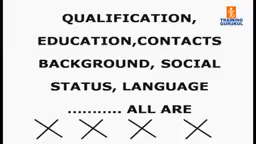 QUALIFICATION,
EDUCATION,CONTACTS
BACKGROUND, SOCIAL
STATUS, LANGUAGE
........... ALL ARE
TRAINING
GURUKUL